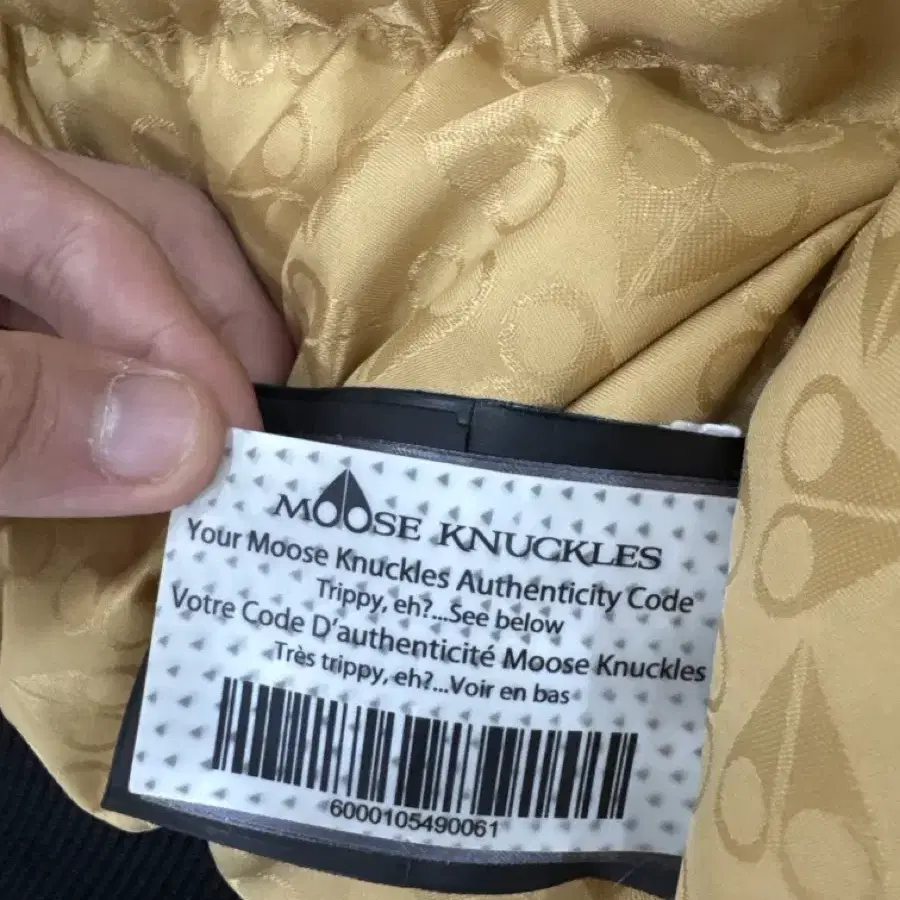 MOOSE KNUCKLES
Your Moose Knuckles Authenticity Code
Trippy, eh?...See below
Votre Code D'authenticité Moose Knuckles
Très trippy, eh?...Voir en bas
6000105490061